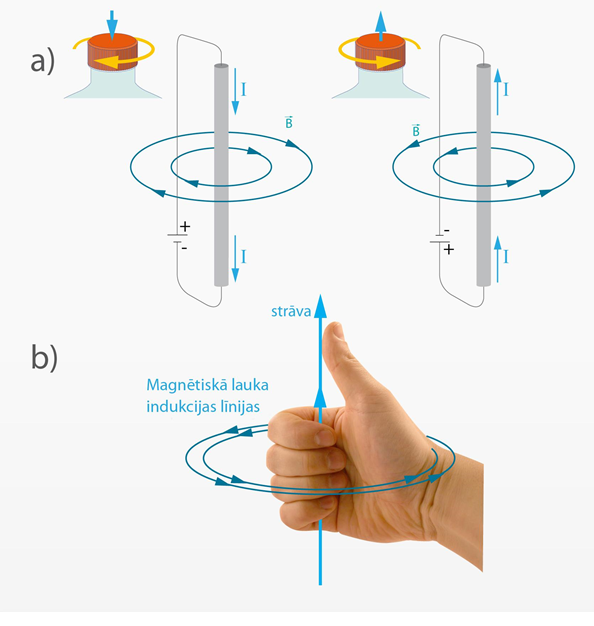 a)
I
B⃗
+
-
I
I
B⃗
-
+
I
b)
strāva
Magnētiskā lauka
indukcijas līnijas